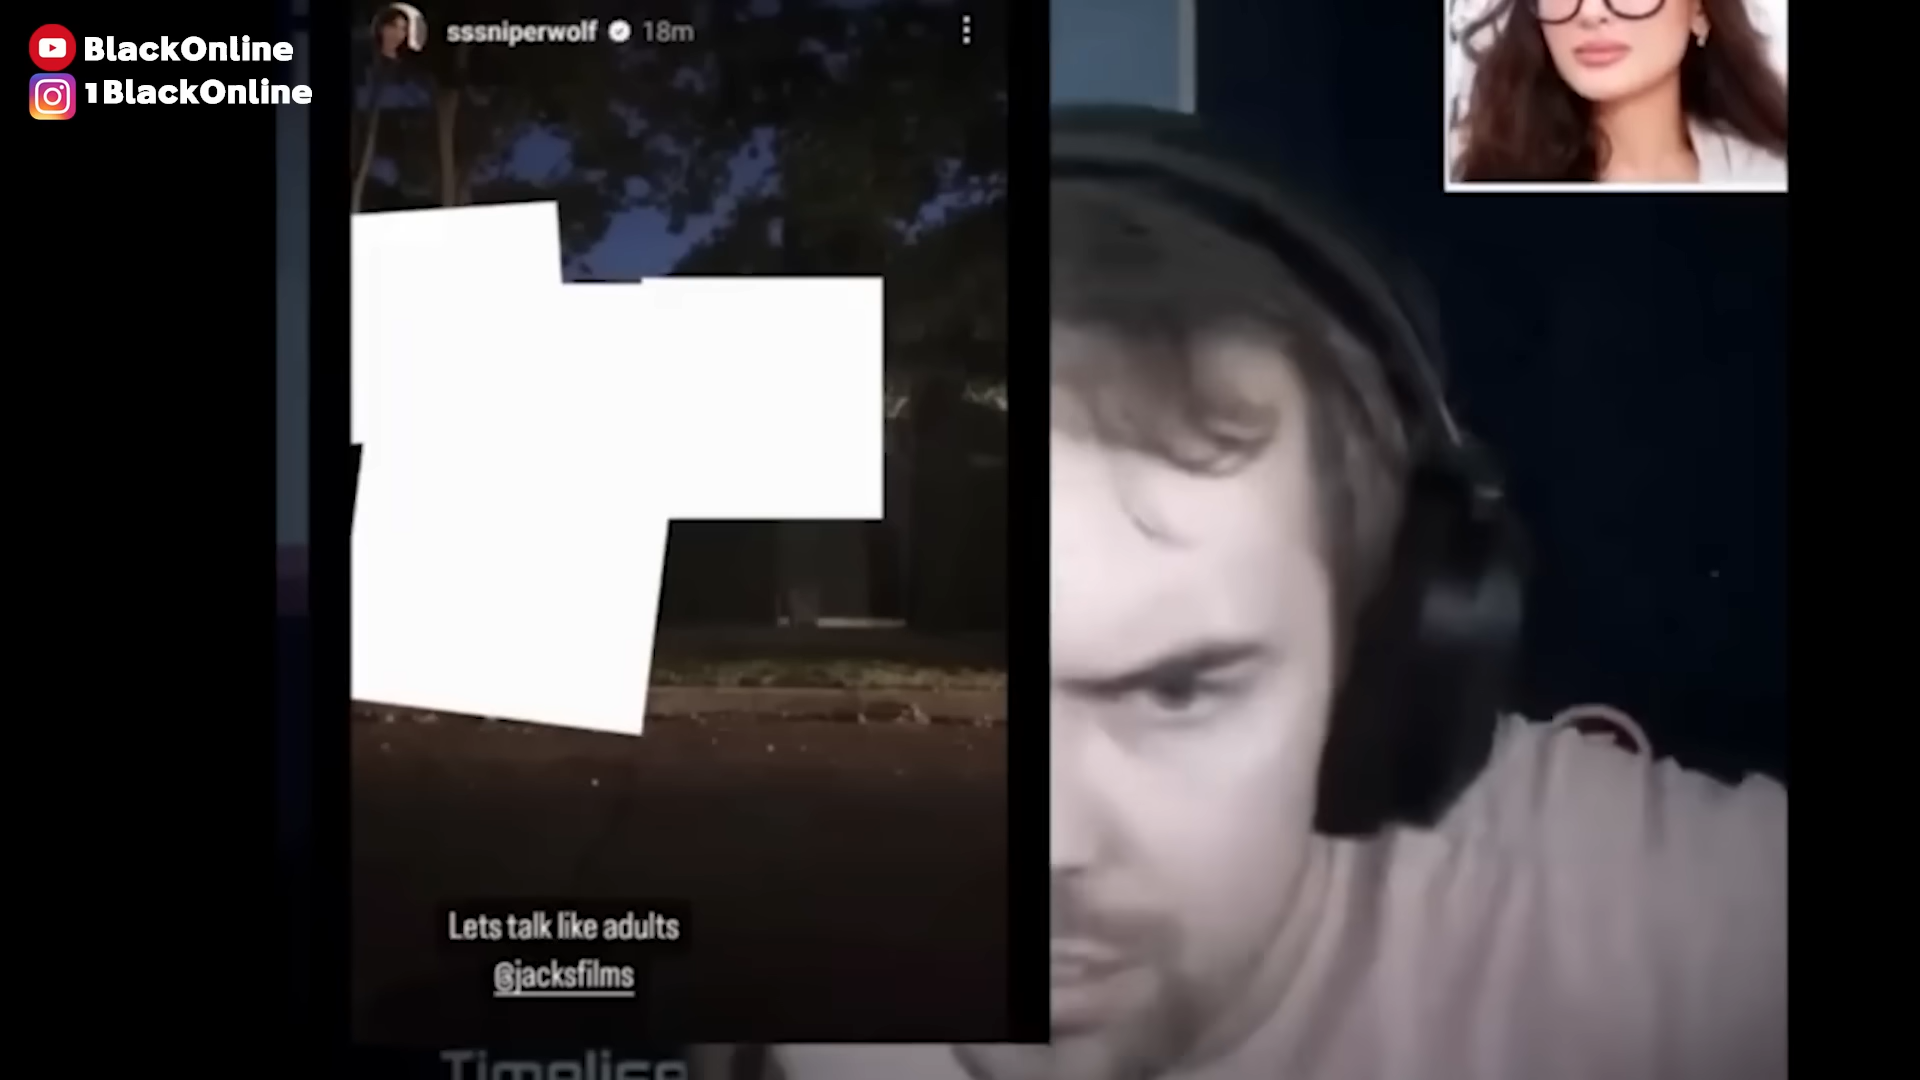 BlackOnline
1BlackOnline
sssniperwolf 18m
Lets talk like adults
@jacksfilms